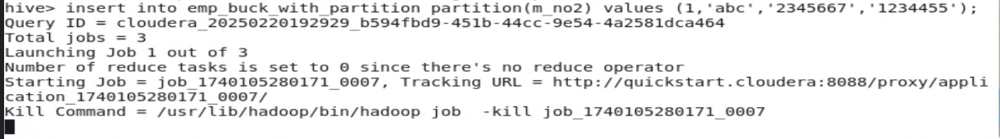 hive> insert into emp_buck_with_partition partition(m_no2) values (1,'abc','2345667','1234455');
Query ID = cloudera_20250220192929_b594fbd9-451b-44cc-9e54-4a2581dca464
Total jobs = 3
Launching Job 1 out of 3
Number of reduce tasks is set to 0 since there's no reduce operator
Starting Job = job_1740105280171_0007, Tracking URL = http://quickstart.cloudera:8088/proxy/appli
cation_1740105280171_0007/
Kill Command = /usr/lib/hadoop/bin/hadoop job  -kill job_1740105280171_0007